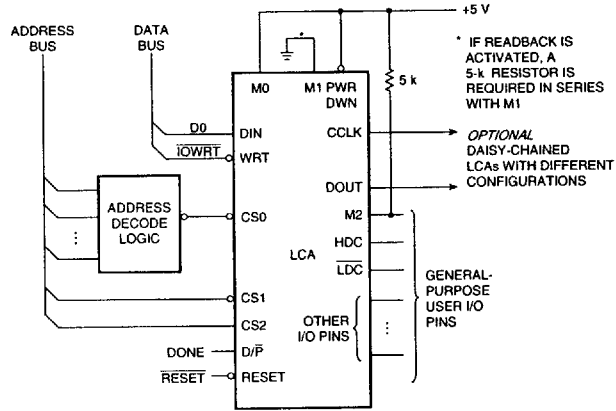 ADDRESS
BUS
DATA
BUS
+5 V
* IF READBACK IS
ACTIVATED, A
5-k RESISTOR IS
REQUIRED IN SERIES
WITH M1
*
5 k
M0
M1
PWR
DWN
D0
DIN
CCLK
OPTIONAL
DAISY-CHAINED
LCAs WITH DIFFERENT
CONFIGURATIONS
IOWRT
WRT
DOUT
ADDRESS
DECODE
LOGIC
CS0
M2
HDC
LCA
LDC
GENERAL-
PURPOSE
USER I/O
PINS
CS1
CS2
OTHER
I/O PINS
DONE
D/P
RESET
RESET